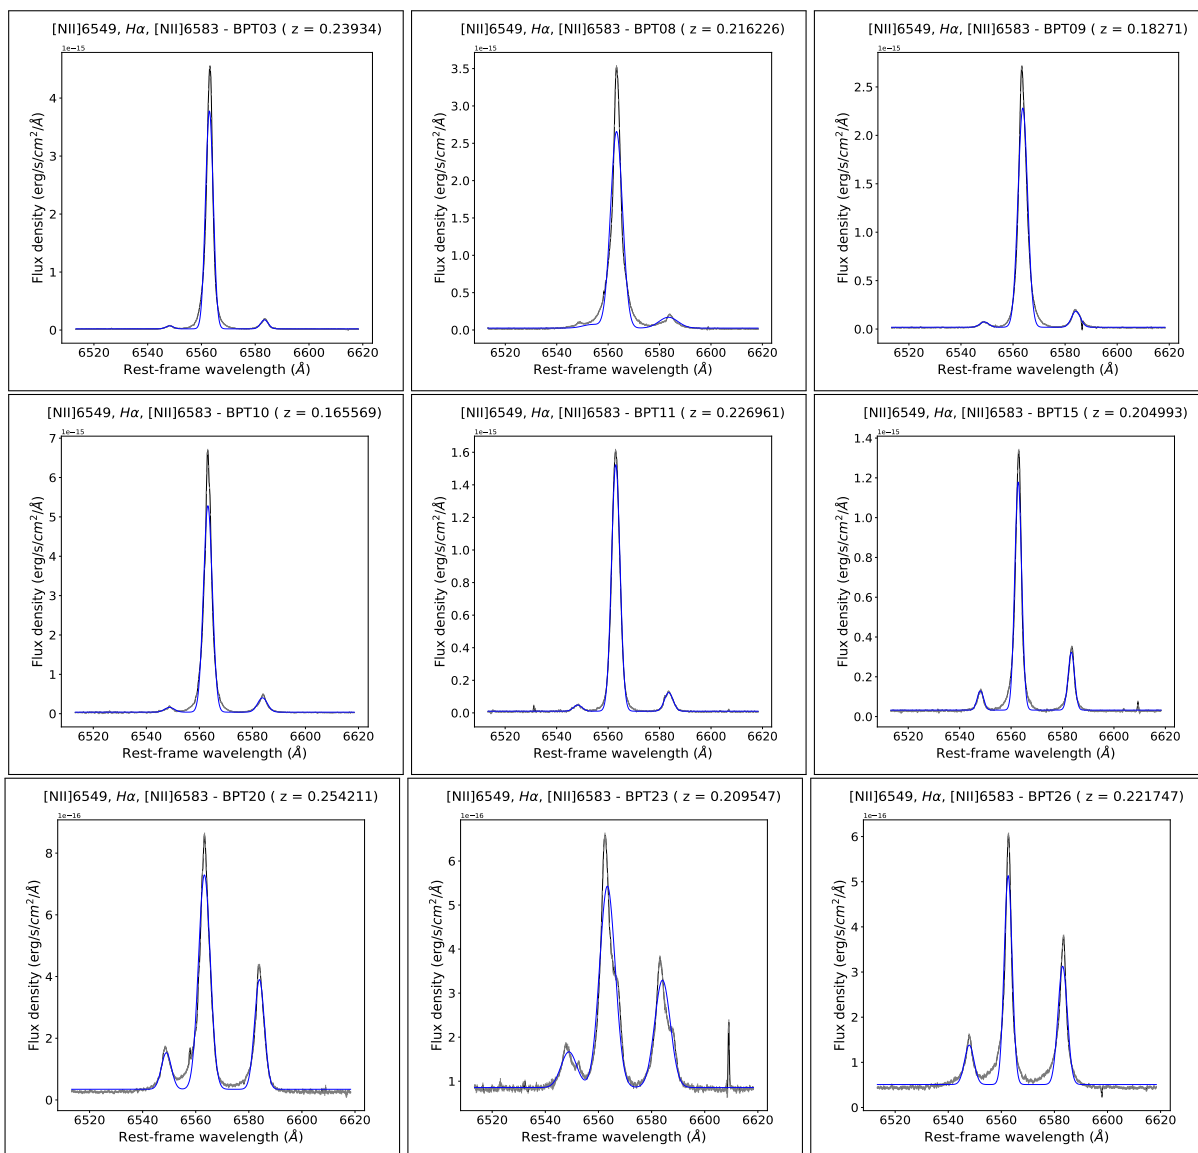 [NII]6549, Hα, [NII]6583 - BPT03 ( z = 0.23934)
1e−15
Flux density (erg/s/cm²/Å)
4
3
2
1
0
6520 6540 6560 6580 6600 6620
Rest-frame wavelength (Å)
[NII]6549, Hα, [NII]6583 - BPT08 ( z = 0.216226)
1e−15
Flux density (erg/s/cm²/Å)
3.5
3.0
2.5
2.0
1.5
1.0
0.5
0.0
6520 6540 6560 6580 6600 6620
Rest-frame wavelength (Å)
[NII]6549, Hα, [NII]6583 - BPT09 ( z = 0.18271)
1e−15
Flux density (erg/s/cm²/Å)
2.5
2.0
1.5
1.0
0.5
0.0
6520 6540 6560 6580 6600 6620
Rest-frame wavelength (Å)
[NII]6549, Hα, [NII]6583 - BPT10 ( z = 0.165569)
1e−15
Flux density (erg/s/cm²/Å)
7
6
5
4
3
2
1
0
6520 6540 6560 6580 6600 6620
Rest-frame wavelength (Å)
[NII]6549, Hα, [NII]6583 - BPT11 ( z = 0.226961)
1e−15
Flux density (erg/s/cm²/Å)
1.6
1.4
1.2
1.0
0.8
0.6
0.4
0.2
0.0
6520 6540 6560 6580 6600 6620
Rest-frame wavelength (Å)
[NII]6549, Hα, [NII]6583 - BPT15 ( z = 0.204993)
1e−15
Flux density (erg/s/cm²/Å)
1.4
1.2
1.0
0.8
0.6
0.4
0.2
0.0
6520 6540 6560 6580 6600 6620
Rest-frame wavelength (Å)
[NII]6549, Hα, [NII]6583 - BPT20 ( z = 0.254211)
1e−16
Flux density (erg/s/cm²/Å)
8
6
4
2
0
6520 6540 6560 6580 6600 6620
Rest-frame wavelength (Å)
[NII]6549, Hα, [NII]6583 - BPT23 ( z = 0.209547)
1e−16
Flux density (erg/s/cm²/Å)
6
5
4
3
2
1
6520 6540 6560 6580 6600 6620
Rest-frame wavelength (Å)
[NII]6549, Hα, [NII]6583 - BPT26 ( z = 0.221747)
1e−16
Flux density (erg/s/cm²/Å)
6
5
4
3
2
1
0
6520 6540 6560 6580 6600 6620
Rest-frame wavelength (Å)